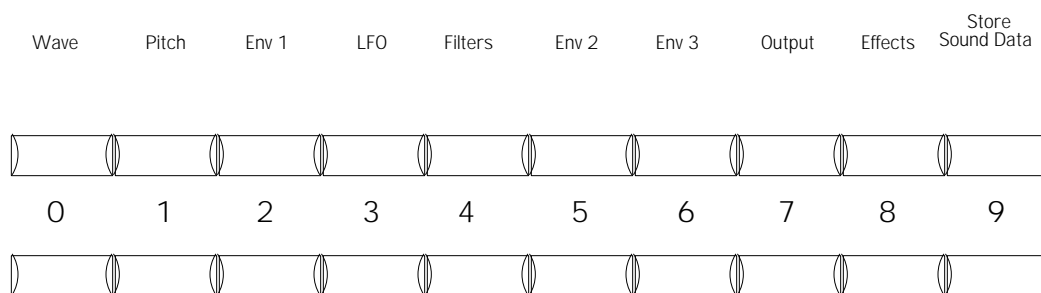 Wave Pitch Env 1 LFO Filters Env 2 Env 3 Output Effects Store
Sound Data
0 1 2 3 4 5 6 7 8 9